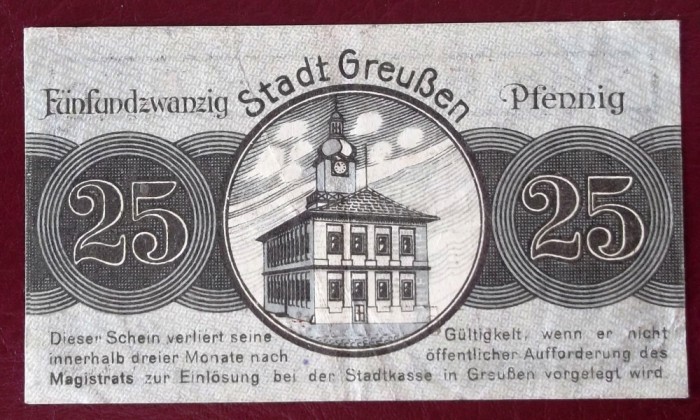 Stadt Greußen
Fünfundzwanzig Pfennig
25 25
Dieser Schein verliert seine Gültigkeit, wenn er nicht
innerhalb dreier Monate nach öffentlicher Aufforderung des
Magistrats zur Einlösung bei der Stadtkasse in Greußen vorgelegt wird.